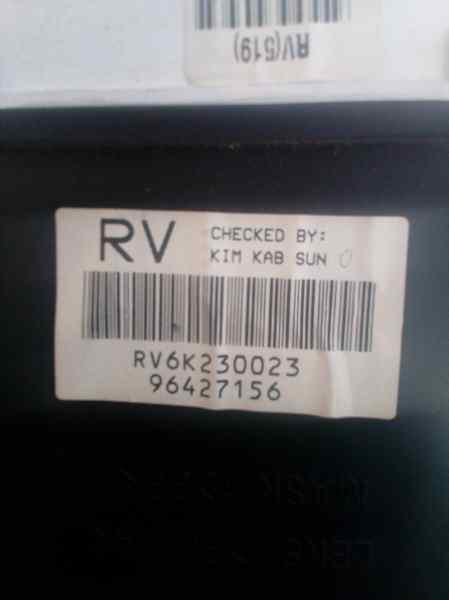 RV(519)
RV
CHECKED BY:
KIM KAB SUN
RV6K230023
96427156